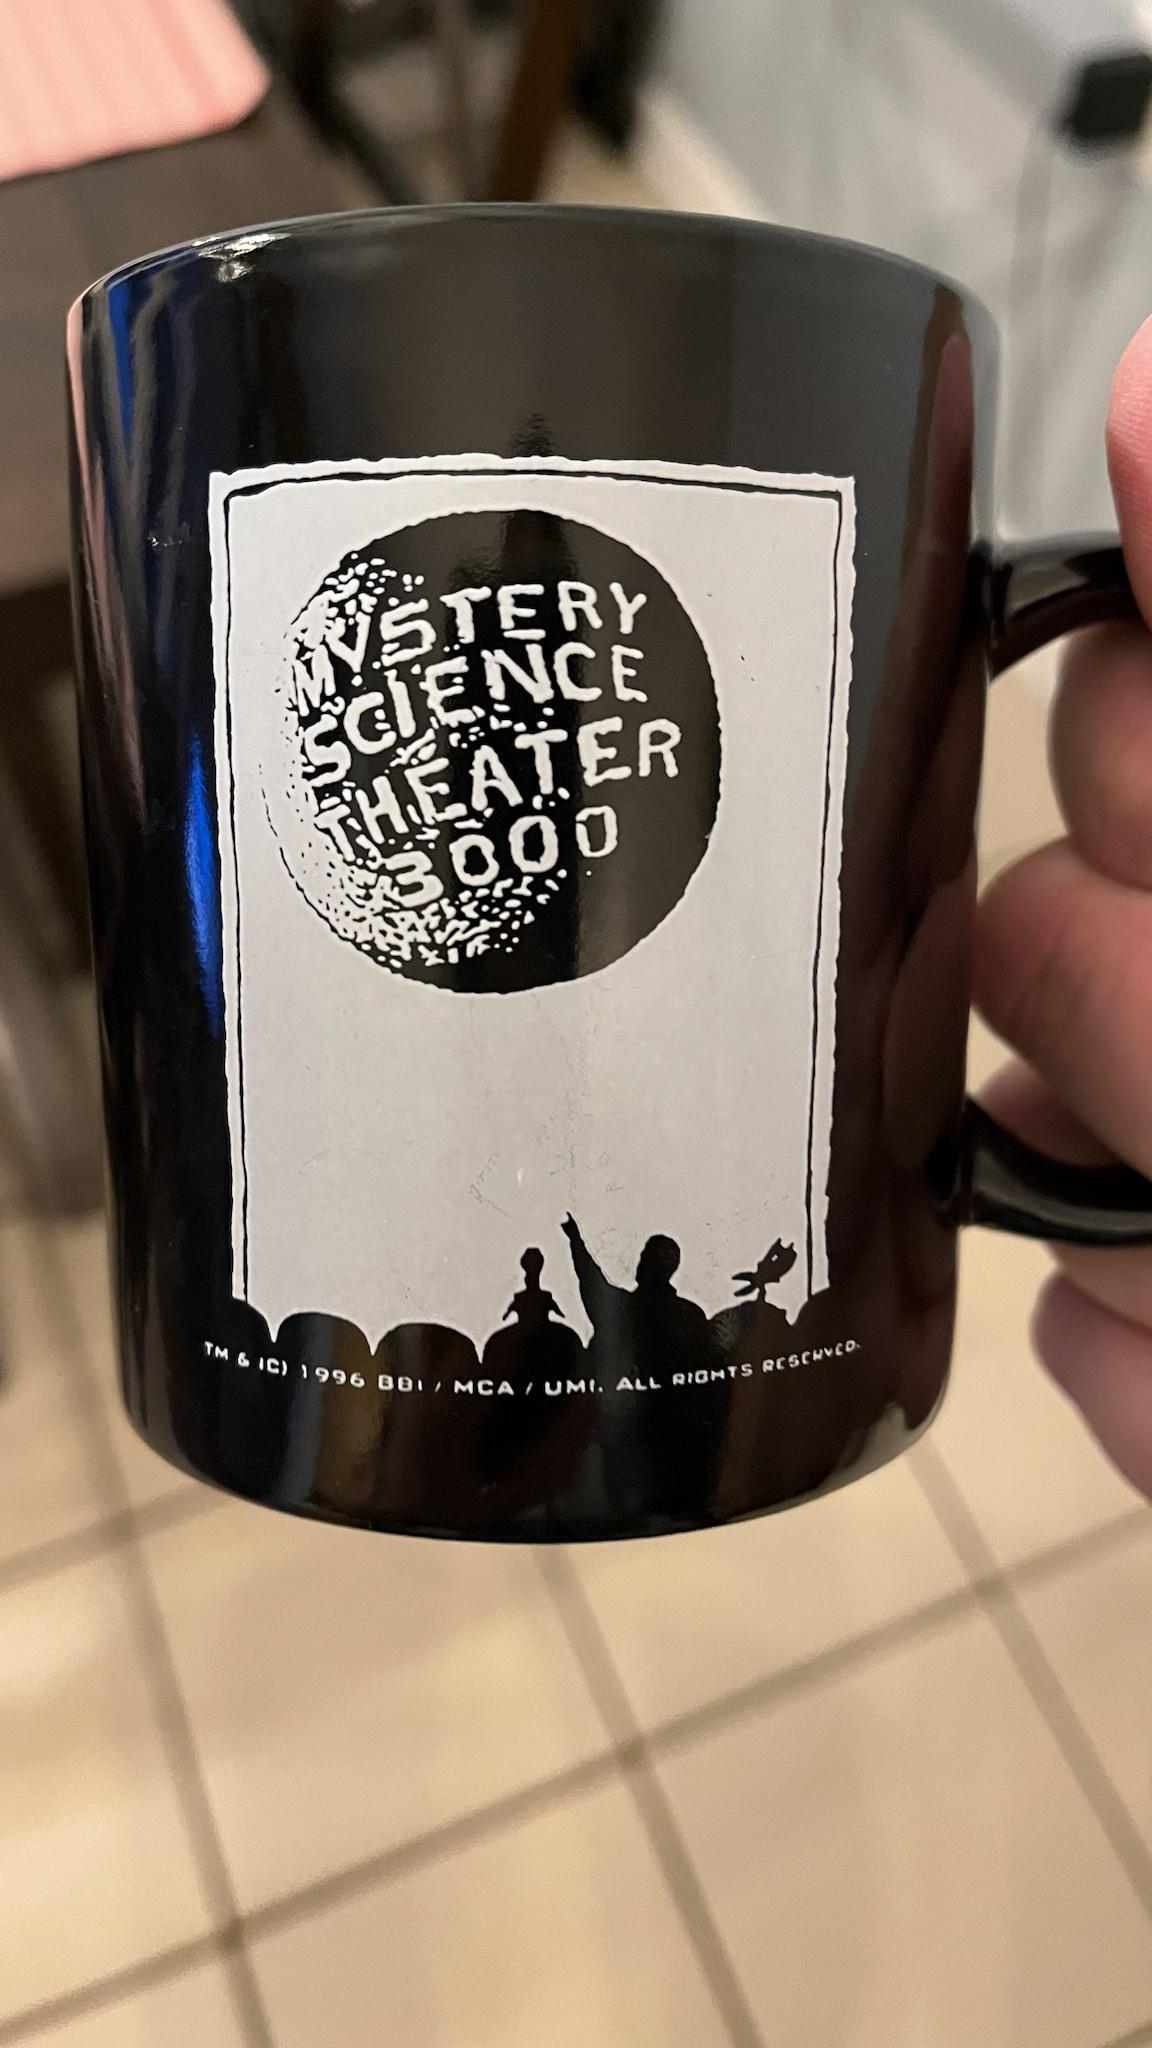 MYSTERY
SCIENCE
THEATER
3000
TM & (C) 1996 BBI / MCA / UMI. ALL RIGHTS RESERVED.